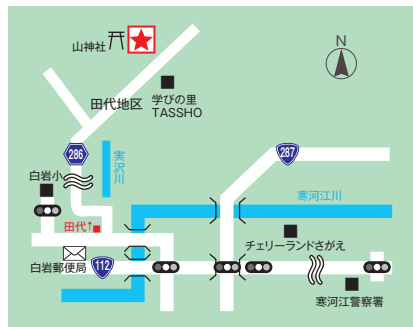 山神社
N
田代地区
学びの里
TASSHO
286
実沢川
287
白岩小
寒河江川
田代↑
チェリーランドさがえ
白岩郵便局
112
寒河江警察署